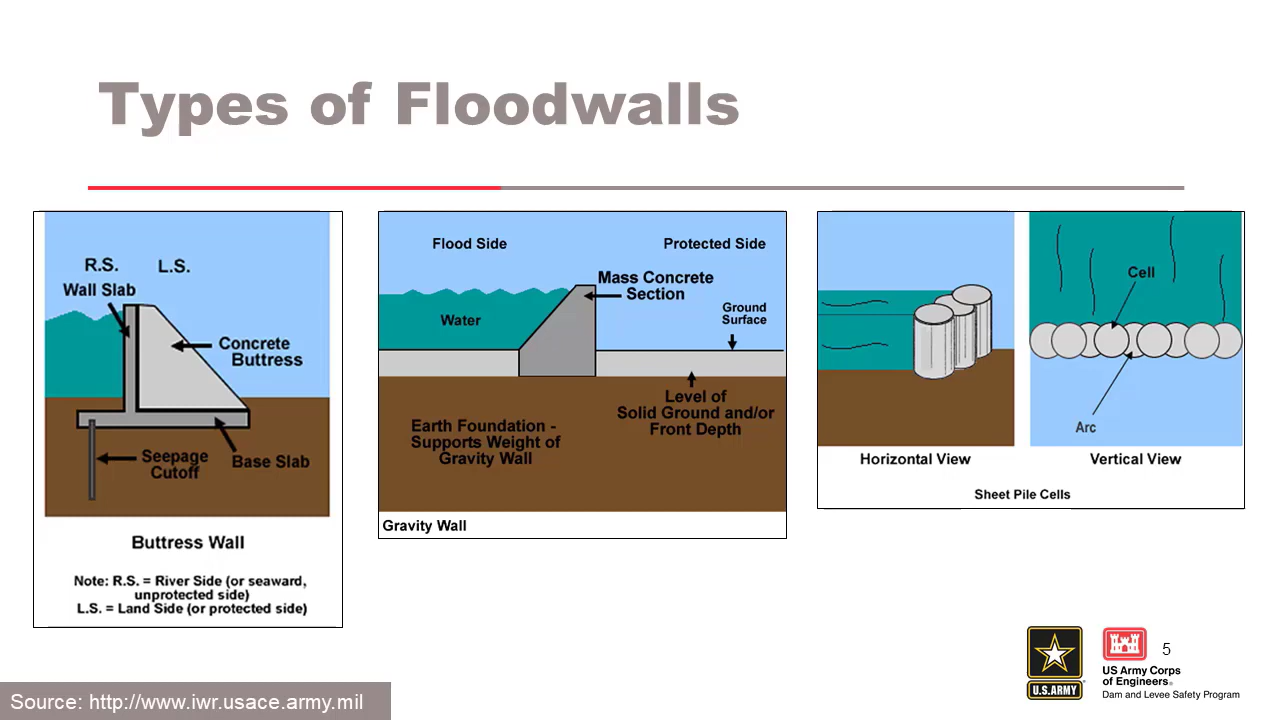 Types of Floodwalls
R.S.
L.S.
Wall Slab
Concrete
Buttress
Seepage
Cutoff
Base Slab
Buttress Wall
Note: R.S. = River Side (or seaward,
unprotected side)
L.S. = Land Side (or protected side)
Flood Side
Protected Side
Mass Concrete
Section
Water
Ground
Surface
Level of
Solid Ground and/or
Front Depth
Earth Foundation -
Supports Weight of
Gravity Wall
Gravity Wall
Cell
Arc
Horizontal View
Vertical View
Sheet Pile Cells
U.S.ARMY
5
US Army Corps
of Engineers®
Dam and Levee Safety Program
Source: http://www.iwr.usace.army.mil